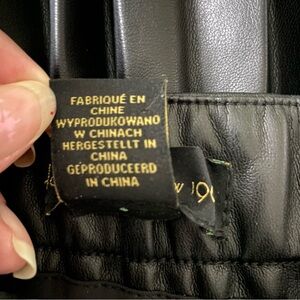 FABRIQUÉ EN
CHINE
WYPRODUKOWANO
W CHINACH
HERGESTELLT IN
CHINA
GEPRODUCEERD
IN CHINA